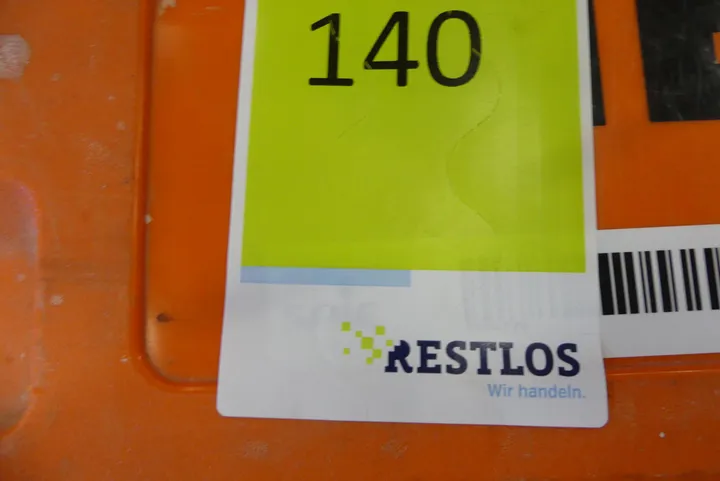 140
RESTLOS
Wir handeln.